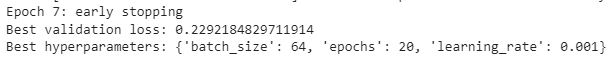 Epoch 7: early stopping
Best validation loss: 0.2292184829711914
Best hyperparameters: {'batch_size': 64, 'epochs': 20, 'learning_rate': 0.001}